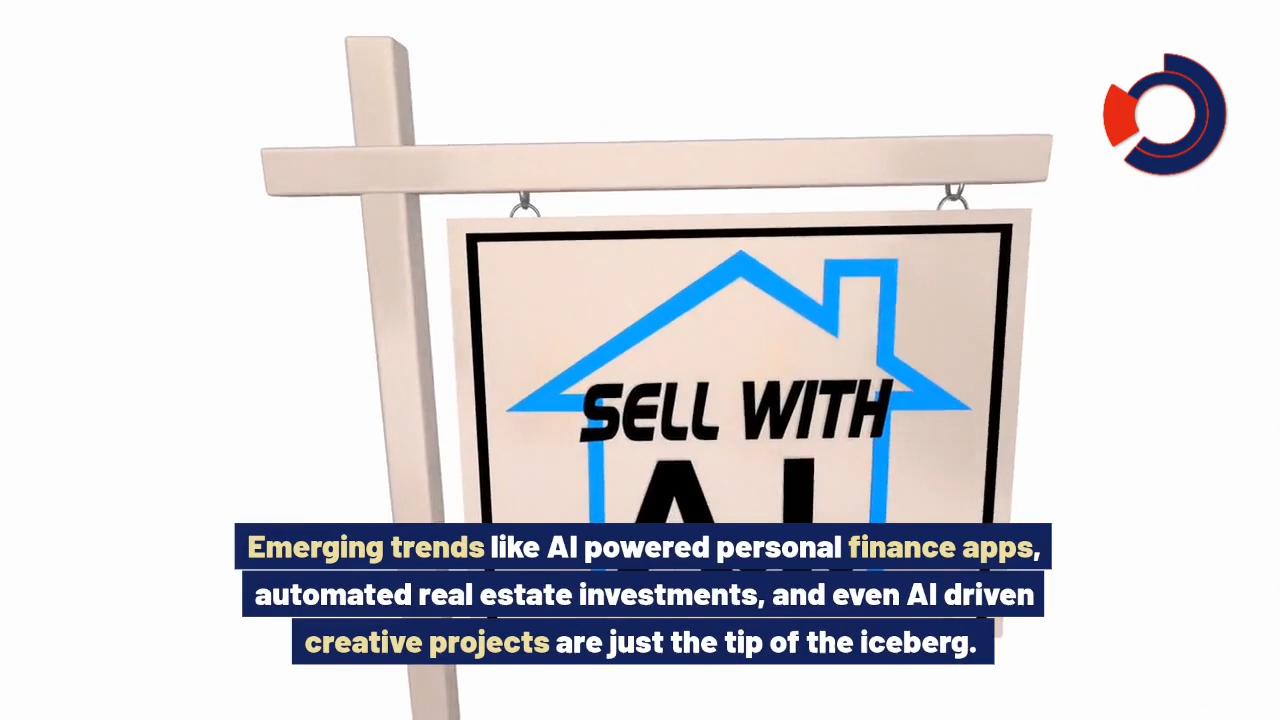 SELL WITH
AI
Emerging trends like AI powered personal finance apps,
automated real estate investments, and even AI driven
creative projects are just the tip of the iceberg.